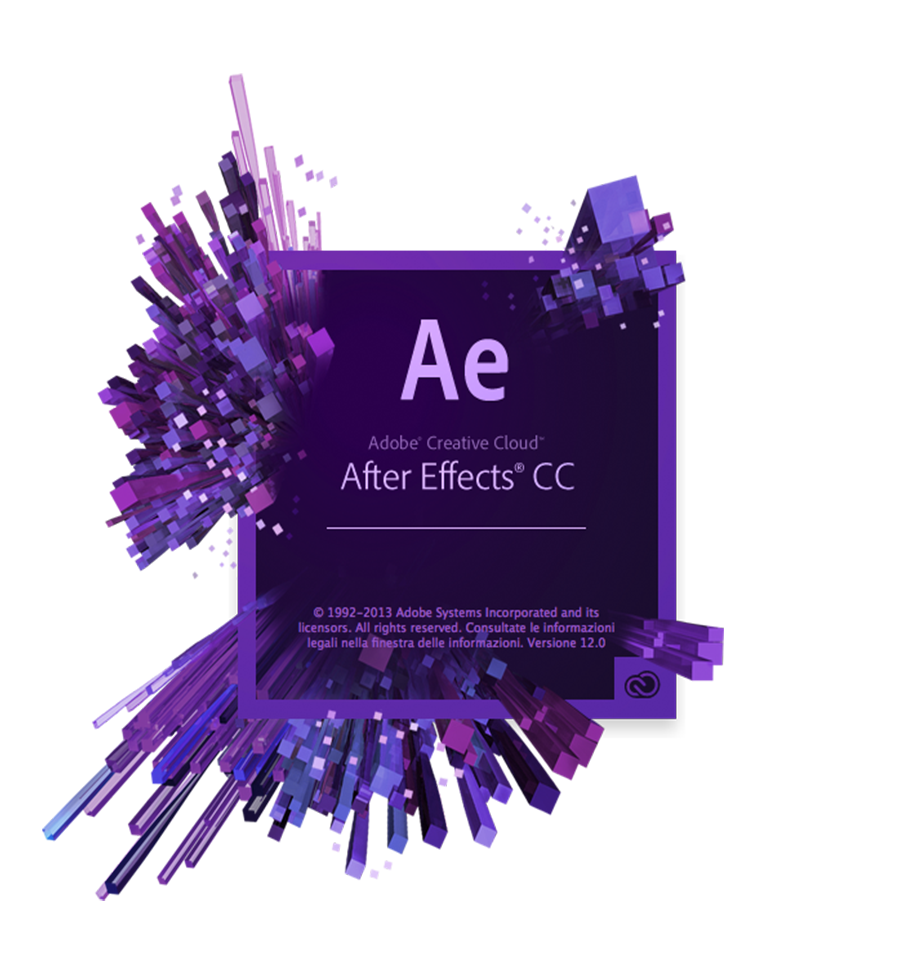 Ae
Adobe® Creative Cloud™
After Effects® CC
© 1992–2013 Adobe Systems Incorporated and its
licensors. All rights reserved. Consultate le informazioni
legali nella finestra delle informazioni. Versione 12.0